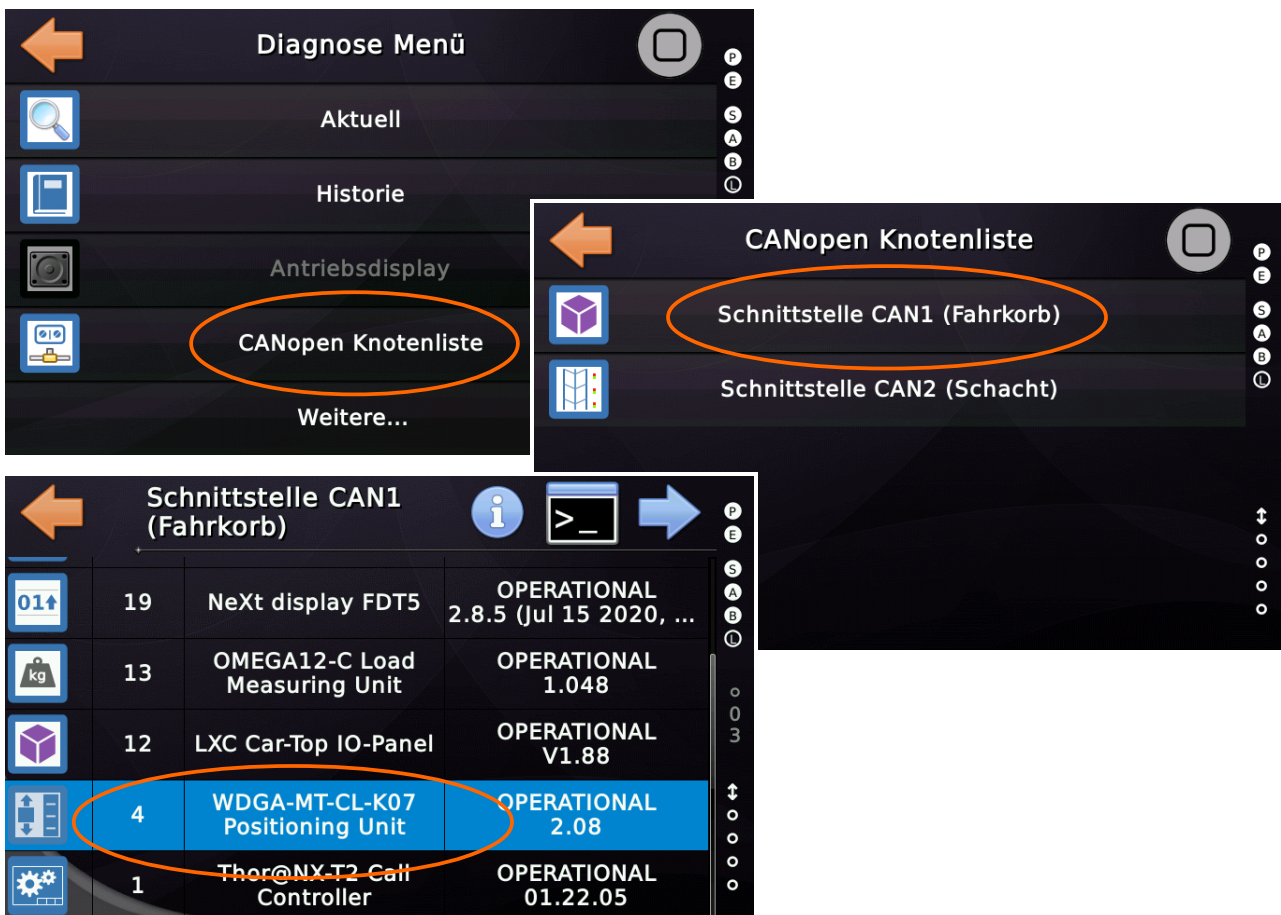 Diagnose Menü
Aktuell
Historie
Antriebsdisplay
CANopen Knotenliste
Weitere...
P
E
S
A
B
L
CANopen Knotenliste
Schnittstelle CAN1 (Fahrkorb)
Schnittstelle CAN2 (Schacht)
P
E
S
A
B
L
Schnittstelle CAN1
(Fahrkorb)
i
>_
01
19
NeXt display FDT5
OPERATIONAL
2.8.5 (Jul 15 2020, ...
kg
13
OMEGA12-C Load
Measuring Unit
OPERATIONAL
1.048
12
LXC Car-Top IO-Panel
OPERATIONAL
V1.88
4
WDGA-MT-CL-K07
Positioning Unit
OPERATIONAL
2.08
1
Thor@NX-T2 Call
Controller
OPERATIONAL
01.22.05
P
E
S
A
B
L
0
3